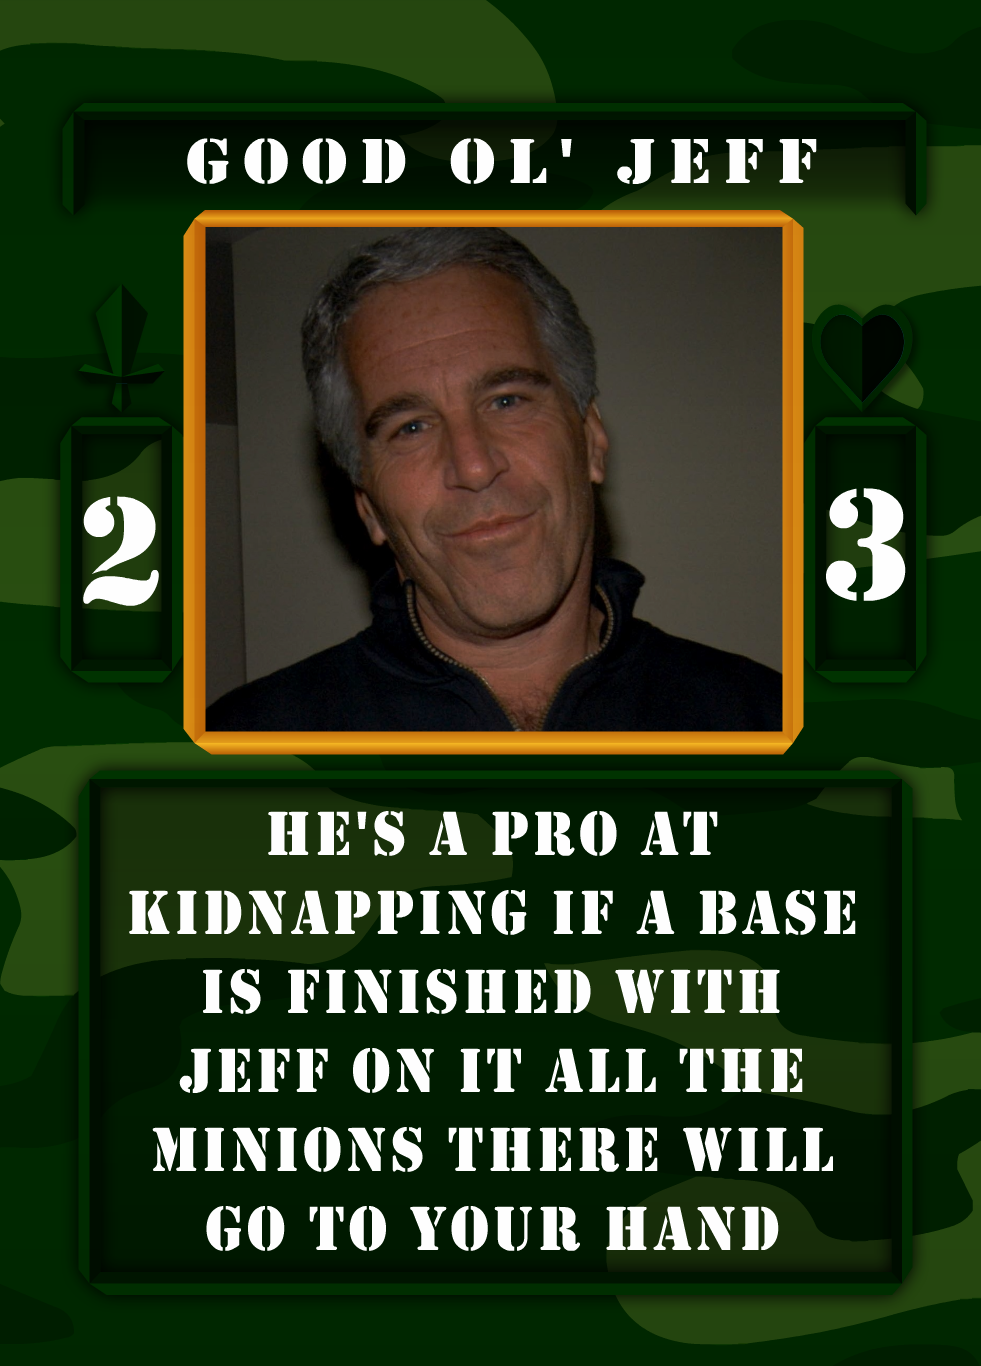 GOOD OL' JEFF
2
3
HE'S A PRO AT
KIDNAPPING IF A BASE
IS FINISHED WITH
JEFF ON IT ALL THE
MINIONS THERE WILL
GO TO YOUR HAND